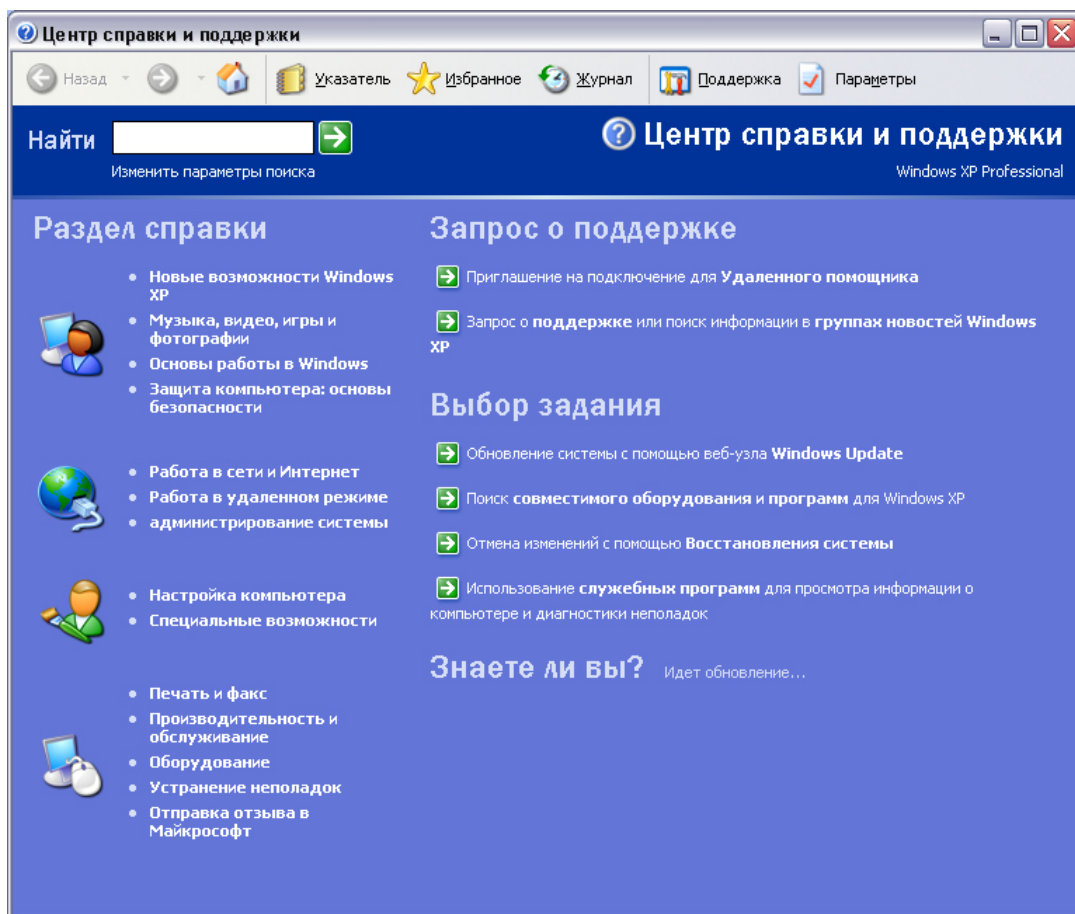 Центр справки и поддержки
Назад
Указатель
Избранное
Журнал
Поддержка
Параметры
Найти
Изменить параметры поиска
Центр справки и поддержки
Windows XP Professional
Раздел справки
Новые возможности Windows
XP
Музыка, видео, игры и
фотографии
Основы работы в Windows
Защита компьютера: основы
безопасности
Работа в сети и Интернет
Работа в удаленном режиме
администрирование системы
Настройка компьютера
Специальные возможности
Печать и факс
Производительность и
обслуживание
Оборудование
Устранение неполадок
Отправка отзыва в
Майкрософт
Запрос о поддержке
Приглашение на подключение для Удаленного помощника
Запрос о поддержке или поиск информации в группах новостей Windows
XP
Выбор задания
Обновление системы с помощью веб-узла Windows Update
Поиск совместимого оборудования и программ для Windows XP
Отмена изменений с помощью Восстановления системы
Использование служебных программ для просмотра информации о
компьютере и диагностики неполадок
Знаете ли вы? Идет обновление...